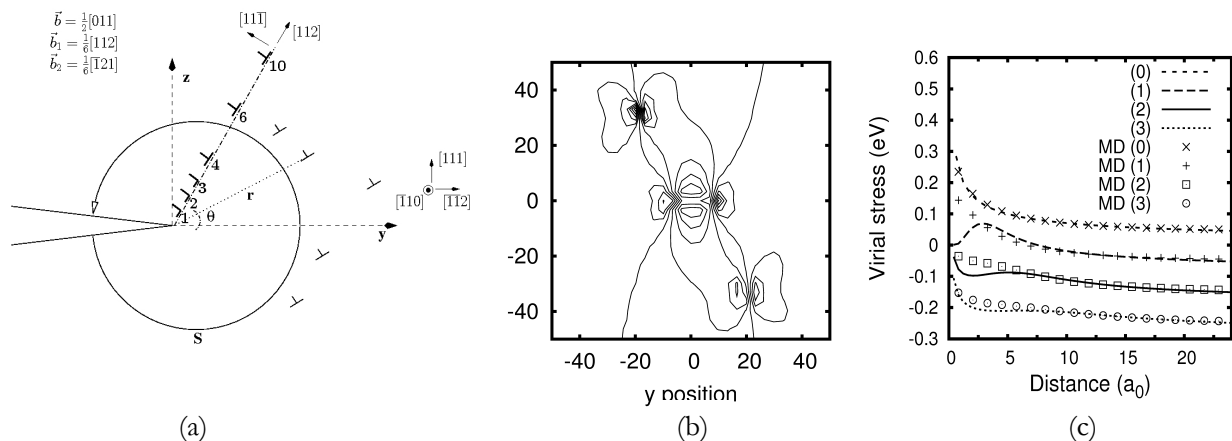 b⃗ = ½[011]
b⃗₁ = ⅙[112]
b⃗₂ = ⅙[1̅21]
[111̅]
[112]
10
z
6
4
3
2
1
r
θ
y
S
[111]
[1̅10]
[1̅1̅2]
40
20
0
-20
-40
-40 -20 0 20 40
y position
Virial stress (eV)
0.6
0.5
0.4
0.3
0.2
0.1
0
-0.1
-0.2
-0.3
0 5 10 15 20
Distance (a₀)
(0)
(1)
(2)
(3)
MD (0)
MD (1)
MD (2)
MD (3)
(a)
(b)
(c)